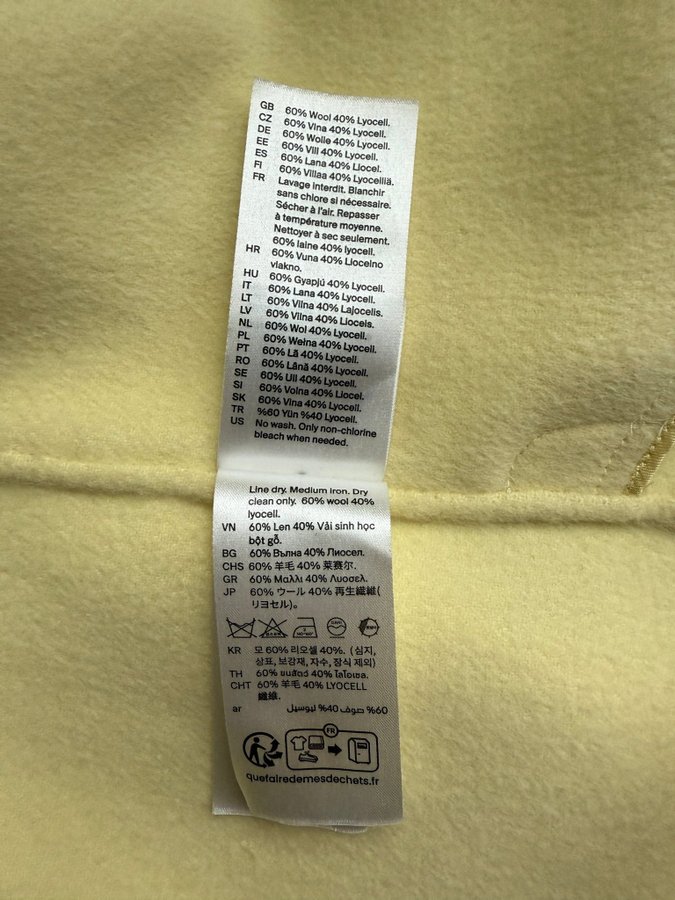 GB 60% Wool 40% Lyocell.
CZ 60% Vlna 40% Lyocell.
DE 60% Wolle 40% Lyocell.
EE 60% Vill 40% Lyocell.
ES 60% Lana 40% Liocel.
FI 60% Villaa 40% Lyocelliä.
FR Lavage interdit. Blanchir
sans chlore si nécessaire.
Sécher à l'air. Repasser
à température moyenne.
Nettoyer à sec seulement.
60% laine 40% lyocell.
HR 60% Vuna 40% Lloceino
vlakno.
HU 60% Gyapjú 40% Lyocell.
IT 60% Lana 40% Lyocell.
LT 60% Vilna 40% Lajocelis.
LV 60% Vilna 40% Liocels.
NL 60% Wol 40% Lyocell.
PL 60% Wełna 40% Lyocell.
PT 60% Lã 40% Liocel.
RO 60% Lână 40% Lyocell.
SE 60% Ull 40% Lyocell.
SI 60% Volna 40% Liocel.
SK 60% Vlna 40% Lyocell.
TR %60 Yün %40 Lyocell.
US No wash. Only non-chlorine
bleach when needed.
Line dry. Medium iron. Dry
clean only. 60% wool 40%
lyocell.
VN 60% Len 40% Vải sinh học
bột gỗ.
BG 60% Вълна 40% Лиосел.
CHS 60% 羊毛 40% 莱赛尔.
GR 60% Μαλλί 40% Λυοσελ.
JP 60% ウール 40% 再生繊維(
リヨセル)。
KR 모 60% 리오셀 40%. (심지,
상표, 보강재, 자수, 장식 제외)
TH 60% ขนสัตว์ 40% ไลโอเซล.
CHT 60% 羊毛 40% LYOCELL
纖維.
ar 60% صوف 40% ليوسيل
FR
quefairedemesdechets.fr